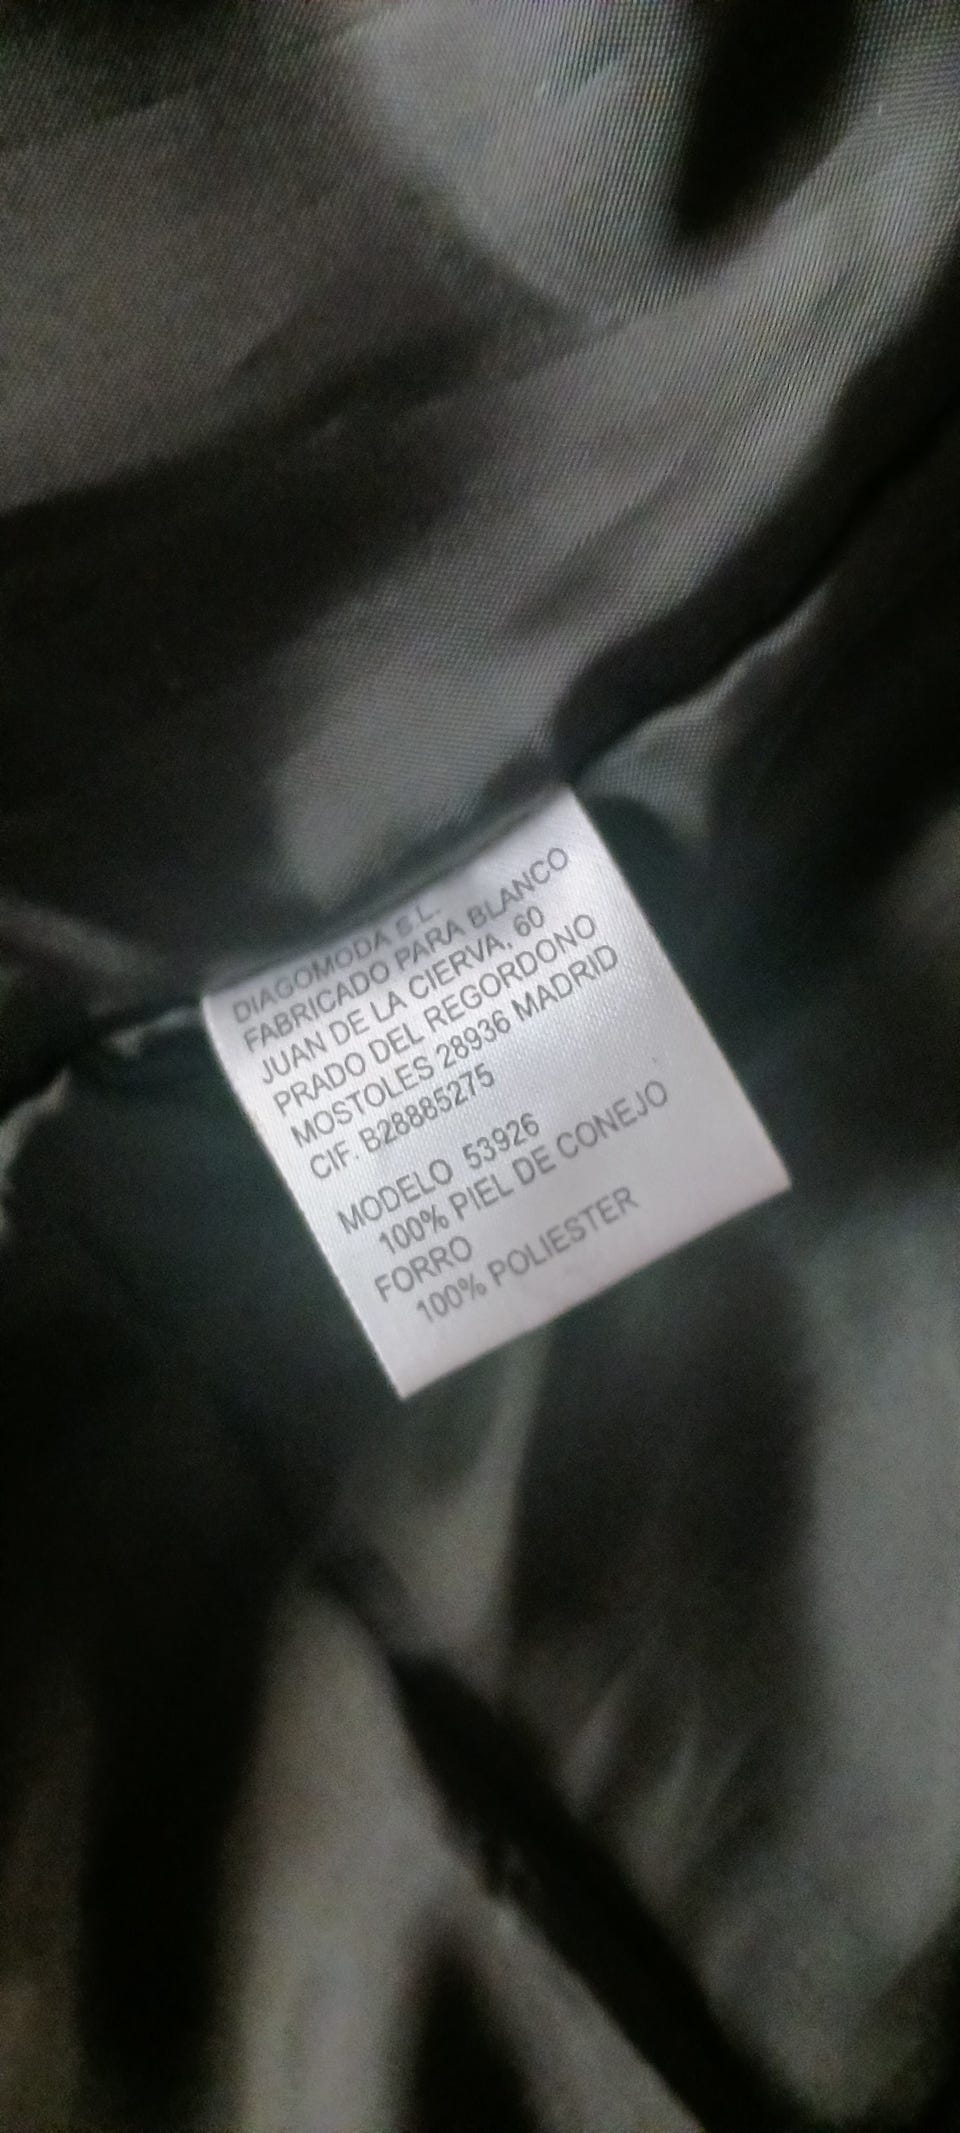 DIAGOMODA S.L.
FABRICADO PARA BLANCO
JUAN DE LA CIERVA, 60
PRADO DEL REGORDONO
MOSTOLES 28936 MADRID
CIF. B28885275
MODELO 53926
100% PIEL DE CONEJO
FORRO
100% POLIESTER